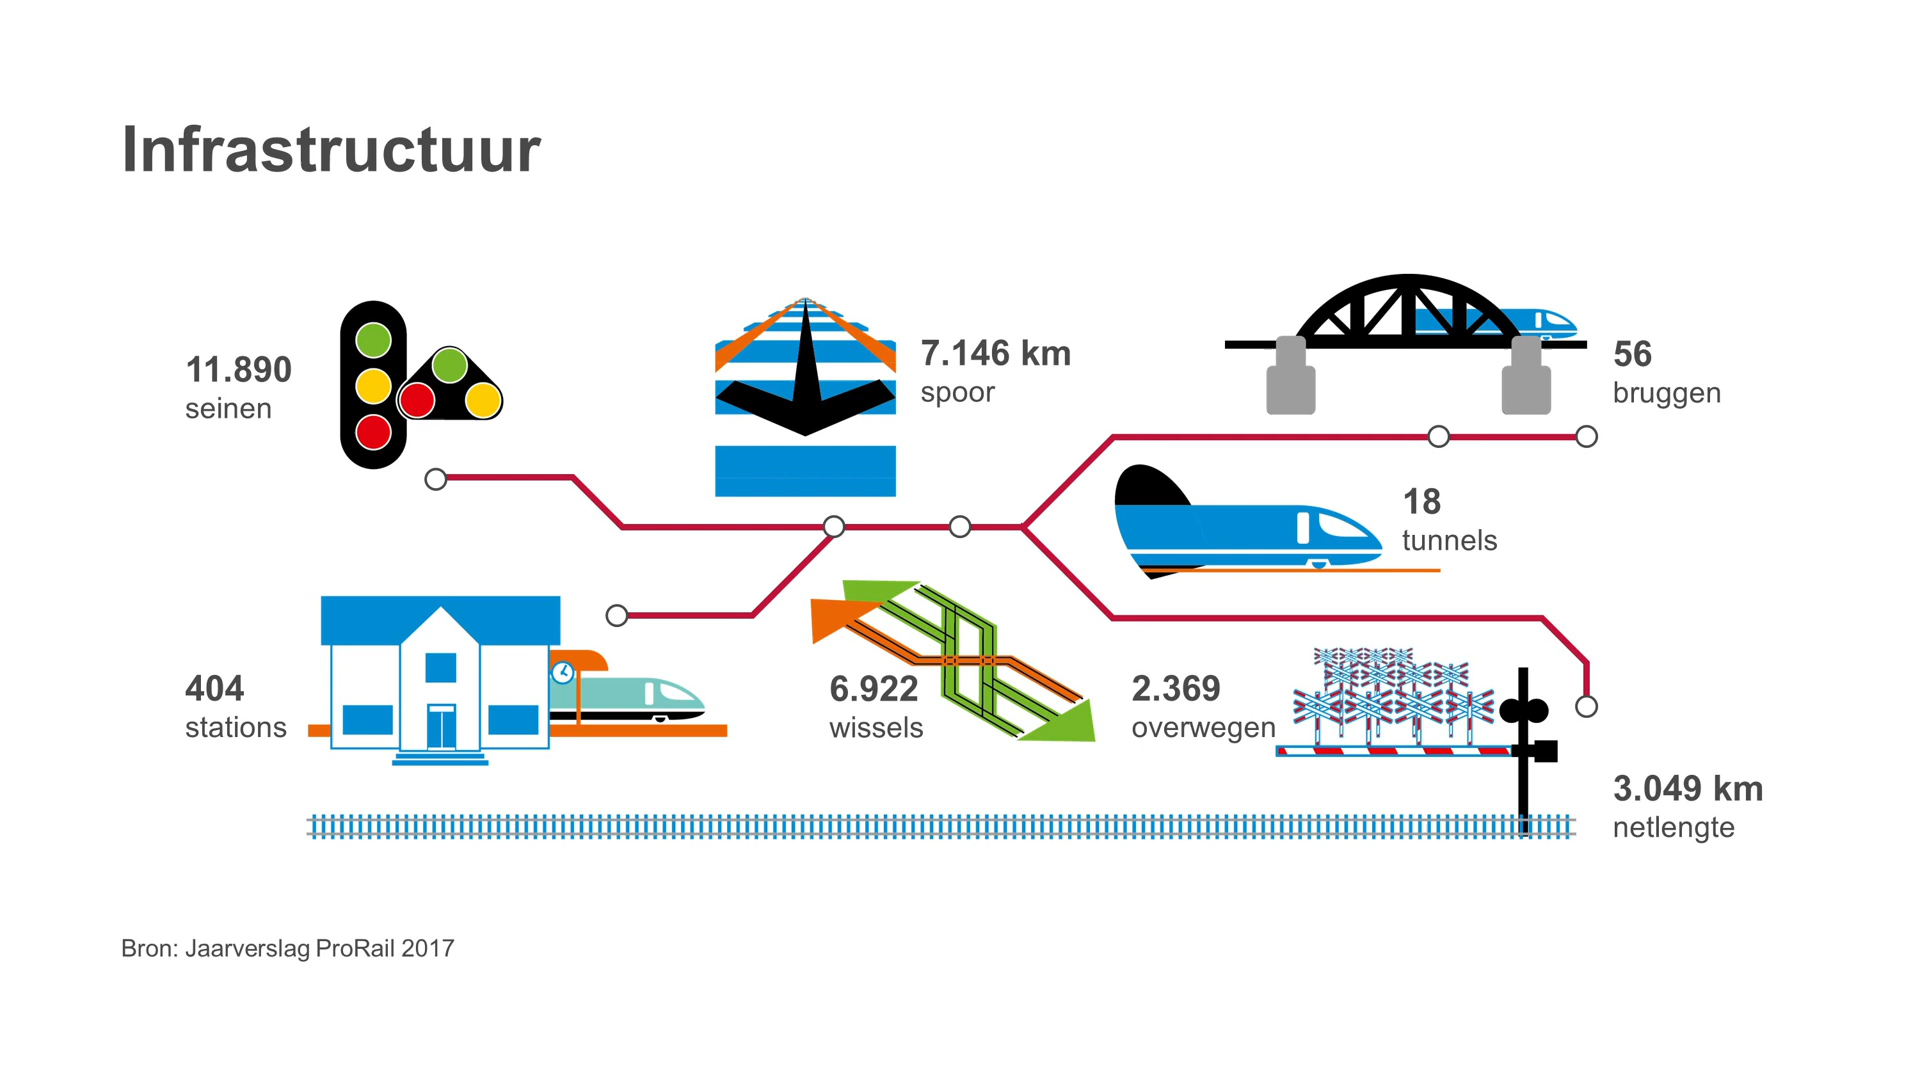 Infrastructuur
11.890
seinen
7.146 km
spoor
56
bruggen
18
tunnels
404
stations
6.922
wissels
2.369
overwegen
3.049 km
netlengte
Bron: Jaarverslag ProRail 2017